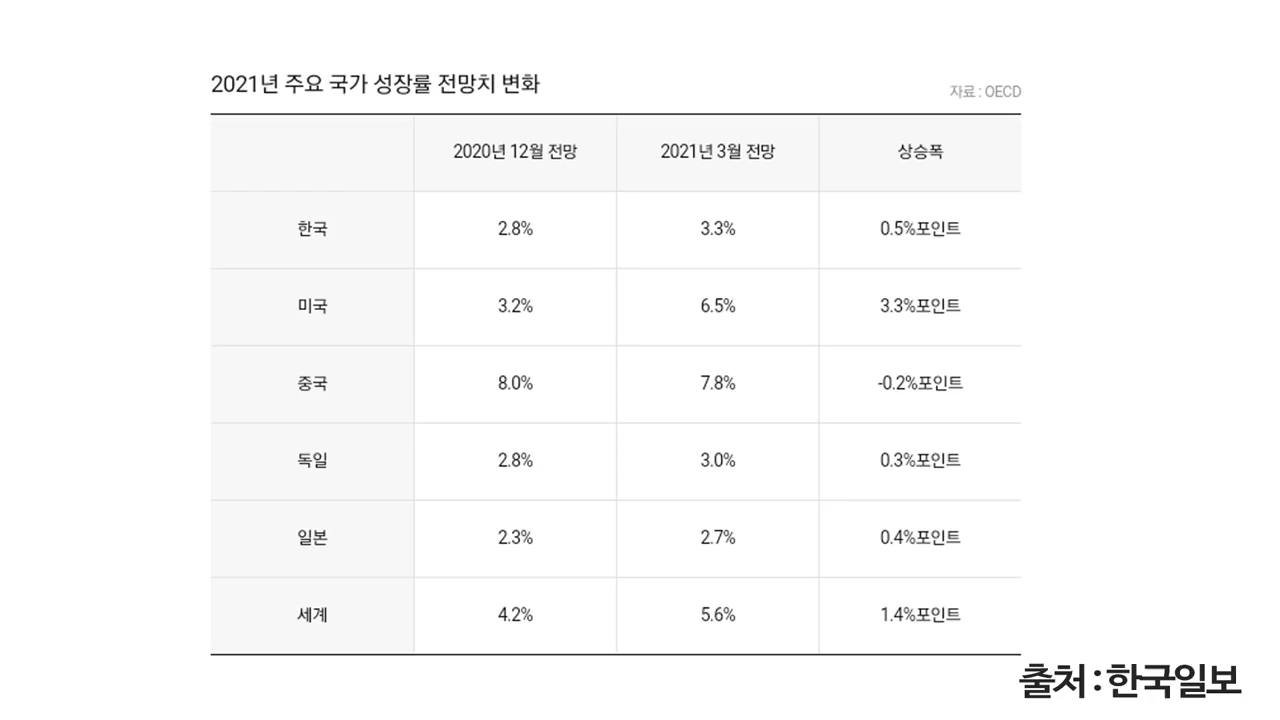 2021년 주요 국가 성장률 전망치 변화
자료 : OECD
2020년 12월 전망 2021년 3월 전망 상승폭
한국 2.8% 3.3% 0.5%포인트
미국 3.2% 6.5% 3.3%포인트
중국 8.0% 7.8% -0.2%포인트
독일 2.8% 3.0% 0.3%포인트
일본 2.3% 2.7% 0.4%포인트
세계 4.2% 5.6% 1.4%포인트
출처 : 한국일보